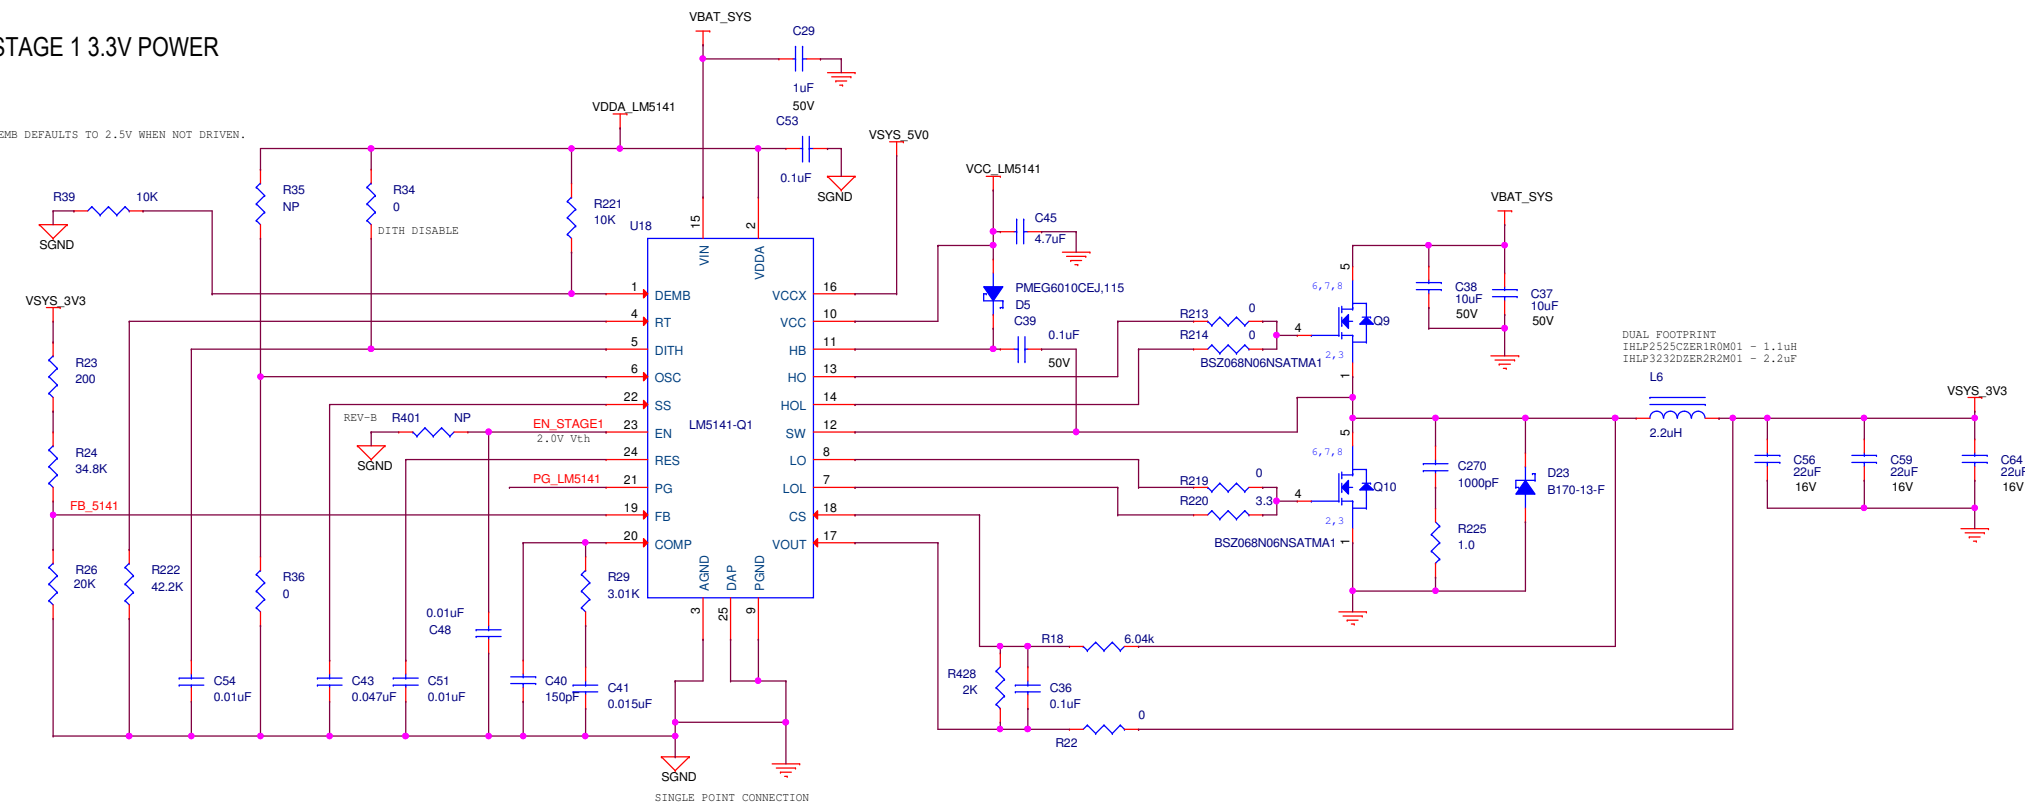 STAGE 1 3.3V POWER
EMB DEFAULTS TO 2.5V WHEN NOT DRIVEN.
VBAT_SYS
C29
1uF
50V
VDDA_LM5141
C53
0.1uF
SGND
VSYS_5V0
VCC_LM5141
C45
4.7uF
VBAT_SYS
R39
10K
SGND
R35
NP
R34
0
DITH DISABLE
R221
10K
U18
15
VIN
2
VDDA
PMEG6010CEJ,115
D5
C39
0.1uF
50V
VSYS_3V3
1
DEMB
4
RT
5
DITH
6
OSC
22
SS
23
EN
24
RES
21
PG
19
FB
20
COMP
LM5141-Q1
16
VCCX
10
VCC
11
HB
13
HO
14
HOL
12
SW
8
LO
7
LOL
18
CS
17
VOUT
3
AGND
25
DAP
9
PGND
R213
0
R214
0
BSZ068N06NSATMA1
4
5
6,7,8
Q9
2,3
1
C38
10uF
50V
C37
10uF
50V
DUAL FOOTPRINT
IHLP2525CZER1R0M01 - 1.1uH
IHLP3232DZER2R2M01 - 2.2uF
L6
2.2uH
VSYS_3V3
R23
200
R24
34.8K
REV-B
R401
NP
SGND
EN_STAGE1
2.0V Vth
PG_LM5141
FB_5141
R219
0
R220
3.3
BSZ068N06NSATMA1
4
5
6,7,8
Q10
2,3
1
C270
1000pF
R225
1.0
D23
B170-13-F
C56
22uF
16V
C59
22uF
16V
C64
22uF
16V
R26
20K
R222
42.2K
R36
0
R29
3.01K
0.01uF
C48
C54
0.01uF
C43
0.047uF
C51
0.01uF
C40
150pF
C41
0.015uF
R18
6.04k
R428
2K
C36
0.1uF
R22
0
SGND
SINGLE POINT CONNECTION